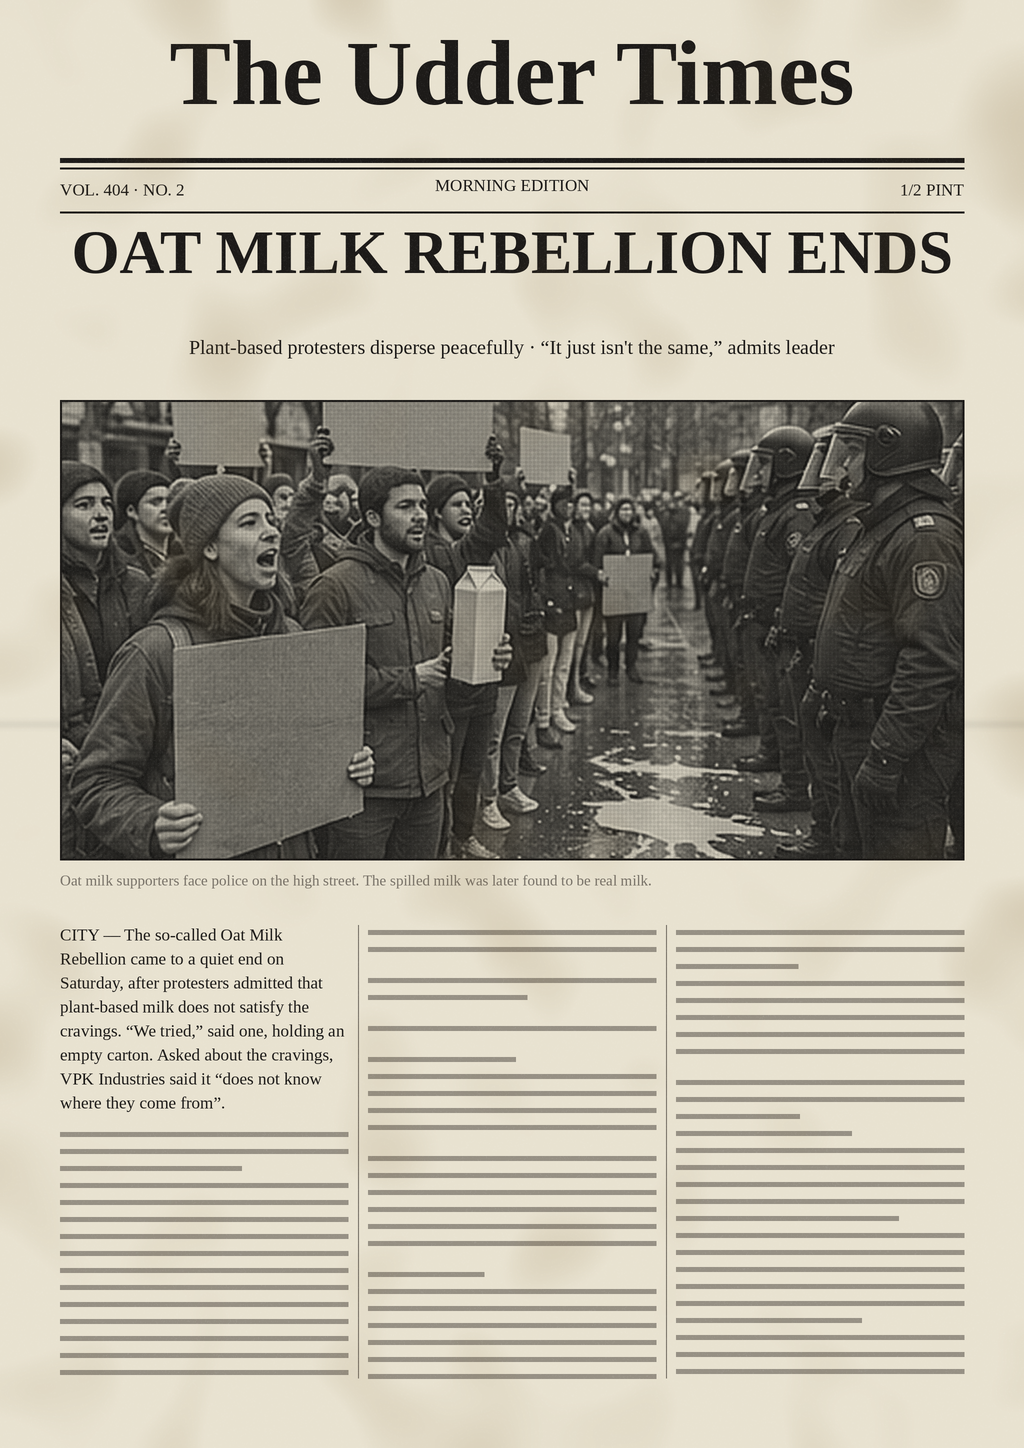 The Udder Times
VOL. 404 · NO. 2
MORNING EDITION
1/2 PINT
OAT MILK REBELLION ENDS
Plant-based protesters disperse peacefully · “It just isn't the same,” admits leader
Oat milk supporters face police on the high street. The spilled milk was later found to be real milk.
CITY — The so-called Oat Milk
Rebellion came to a quiet end on
Saturday, after protesters admitted that
plant-based milk does not satisfy the
cravings. “We tried,” said one, holding an
empty carton. Asked about the cravings,
VPK Industries said it “does not know
where they come from”.